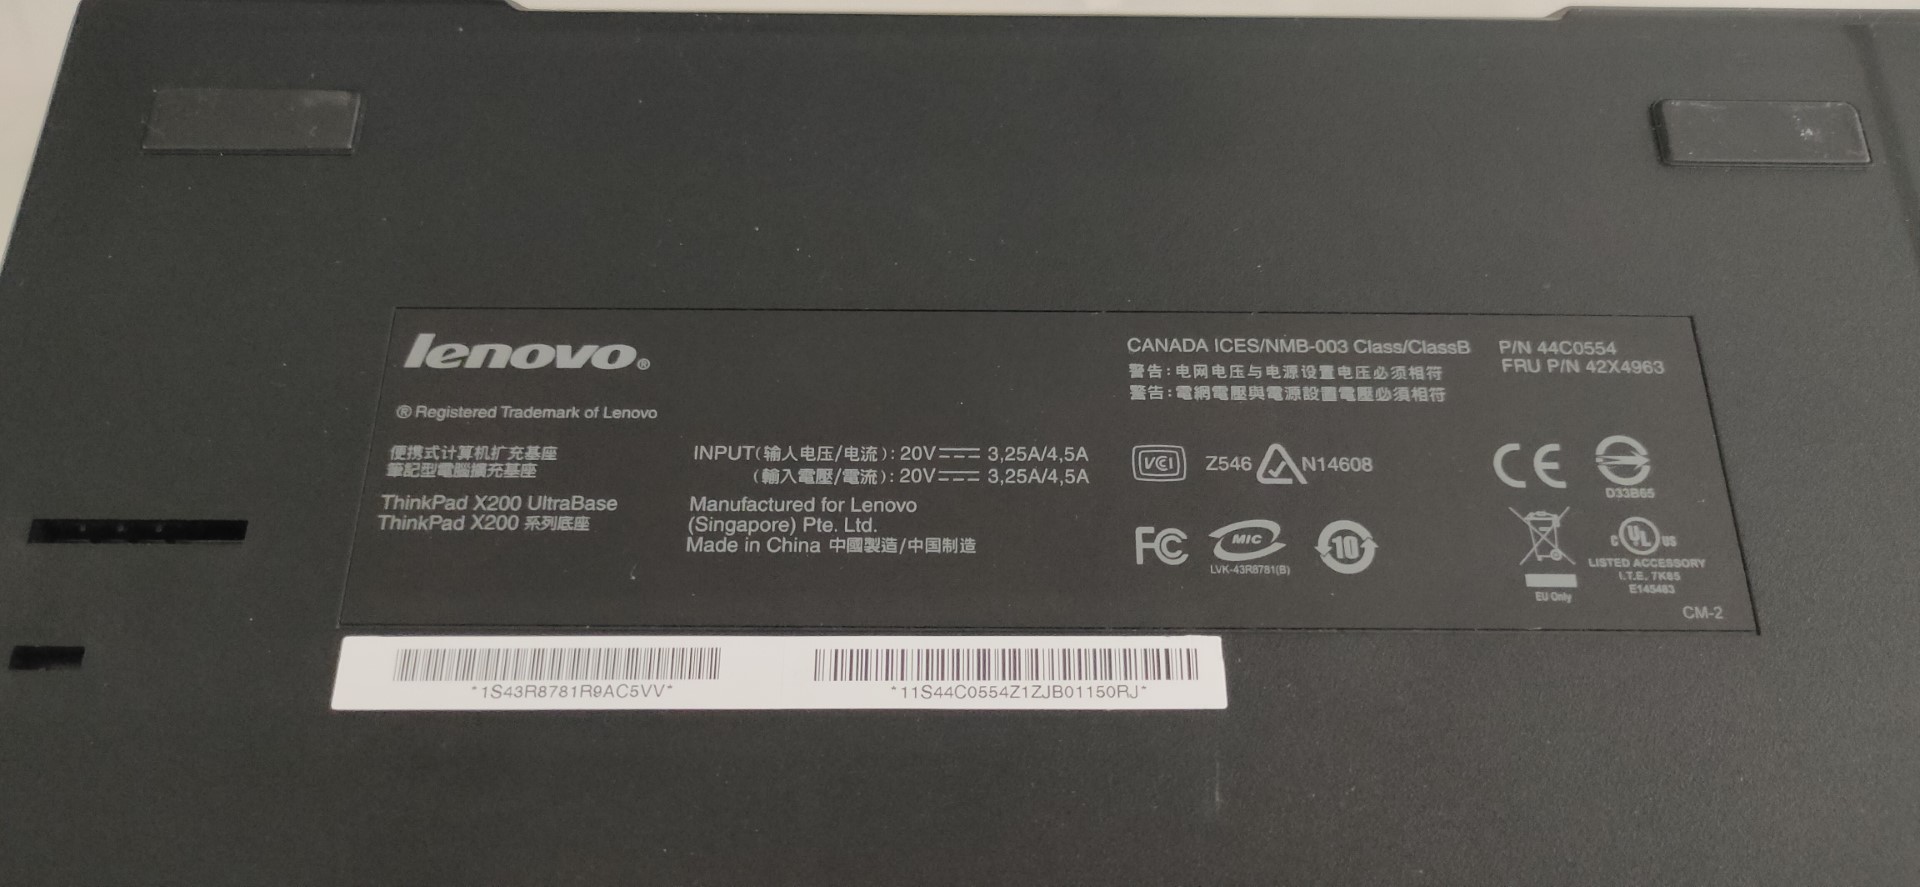 lenovo®
® Registered Trademark of Lenovo
便携式计算机扩充基座
筆記型電腦擴充基座
ThinkPad X200 UltraBase
ThinkPad X200 系列底座
INPUT(输入电压/电流): 20V⎓ 3,25A/4,5A
(輸入電壓/電流): 20V⎓ 3,25A/4,5A
Manufactured for Lenovo
(Singapore) Pte. Ltd.
Made in China 中國製造/中国制造
CANADA ICES/NMB-003 Class/ClassB
警告: 电网电压与电源设置电压必须相符
警告: 電網電壓與電源設置電壓必須相符
P/N 44C0554
FRU P/N 42X4963
VCI
Z546
N14608
CE
D33B65
FC
MIC
LVK-43R8781(B)
10
EU Only
c UL us
LISTED ACCESSORY
I.T.E. 7K85
E145483
CM-2
*1S43R8781R9AC5VV*
*11S44C0554Z1ZJB01150RJ*